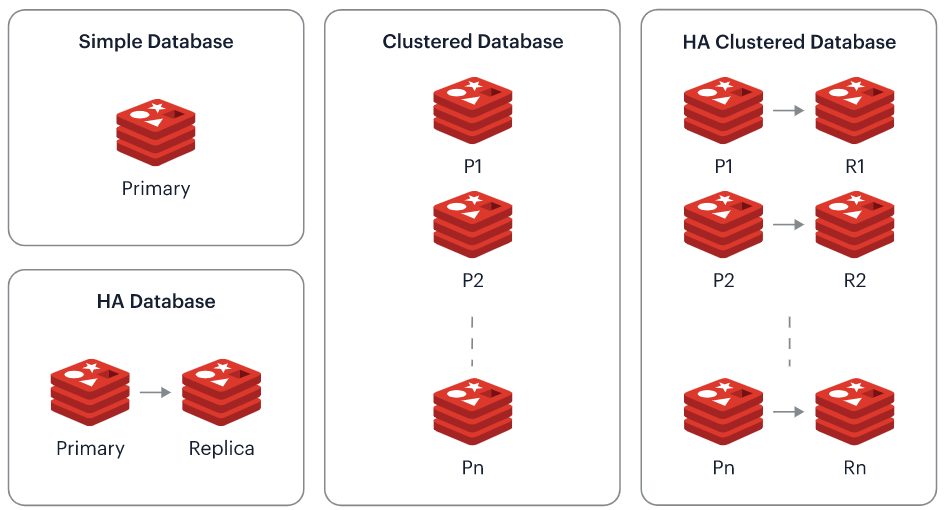 Simple Database
Primary
HA Database
Primary
Replica
Clustered Database
P1
P2
Pn
HA Clustered Database
P1
R1
P2
R2
Pn
Rn